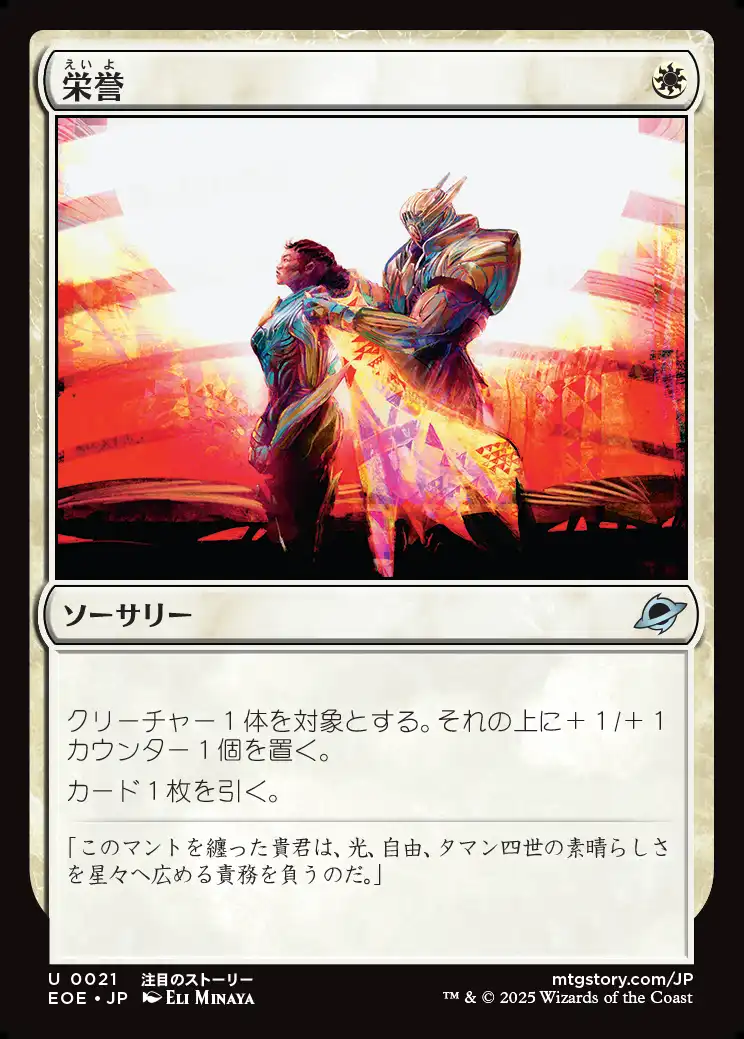 えいよ
栄誉
ソーサリー
クリーチャー１体を対象とする。それの上に＋１/＋１
カウンター１個を置く。
カード１枚を引く。
「このマントを纏った貴君は、光、自由、タマン四世の素晴らしさ
を星々へ広める責務を負うのだ。」
U 0021 注目のストーリー
mtgstory.com/JP
EOE • JP Eli Minaya
™ & © 2025 Wizards of the Coast